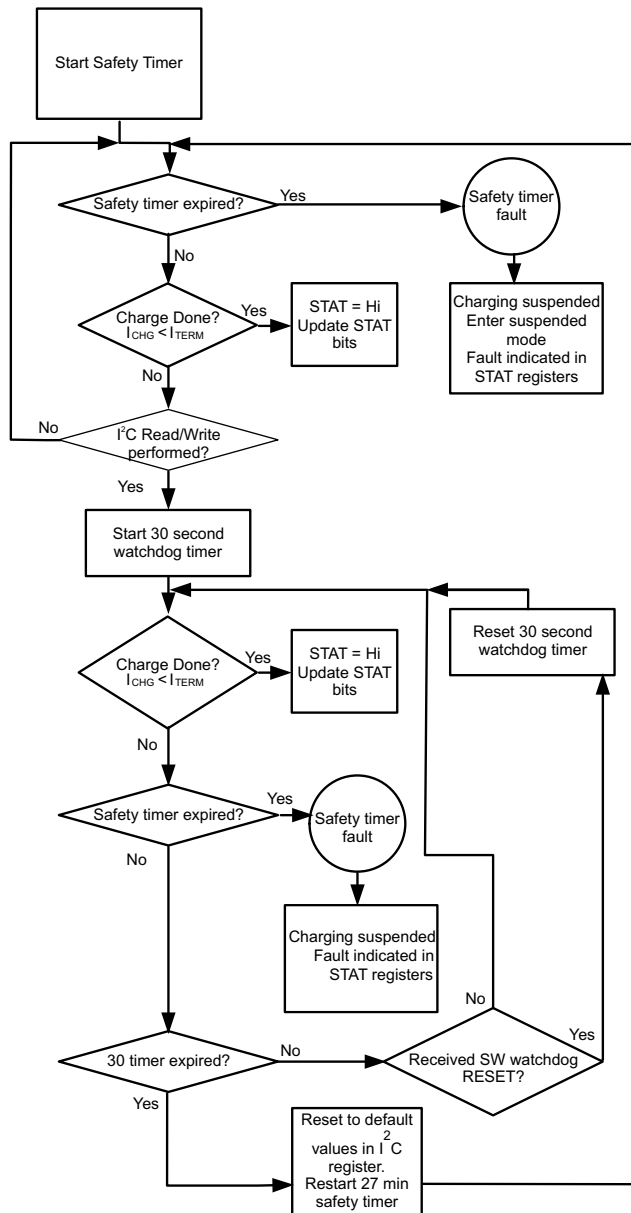 Start Safety Timer
Safety timer expired?
Yes
Safety timer
fault
No
Charging suspended
Enter suspended
mode
Fault indicated in
STAT registers
Charge Done?
I_CHG < I_TERM
Yes
STAT = Hi
Update STAT
bits
No
I²C Read/Write
performed?
No
Yes
Start 30 second
watchdog timer
Reset 30 second
watchdog timer
Charge Done?
I_CHG < I_TERM
Yes
STAT = Hi
Update STAT
bits
No
Safety timer expired?
Yes
Safety timer
fault
No
Charging suspended
Fault indicated in
STAT registers
30 timer expired?
No
Received SW watchdog
RESET?
No
Yes
Yes
Reset to default
values in I²C
register.
Restart 27 min
safety timer